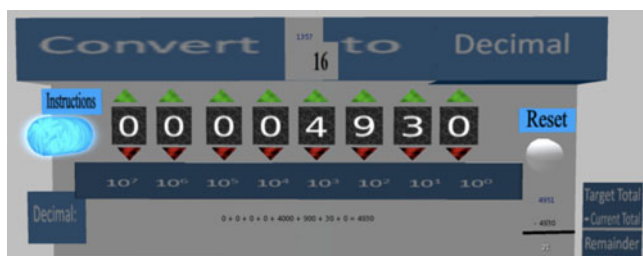 1357
Convert 16 to Decimal
Instructions
0 0 0 0 4 9 3 0
Reset
10⁷ 10⁶ 10⁵ 10⁴ 10³ 10² 10¹ 10⁰
Decimal:
0 + 0 + 0 + 0 + 4000 + 900 + 30 + 0 = 4930
4951
- 4930
21
Target Total
- Current Total
Remainder